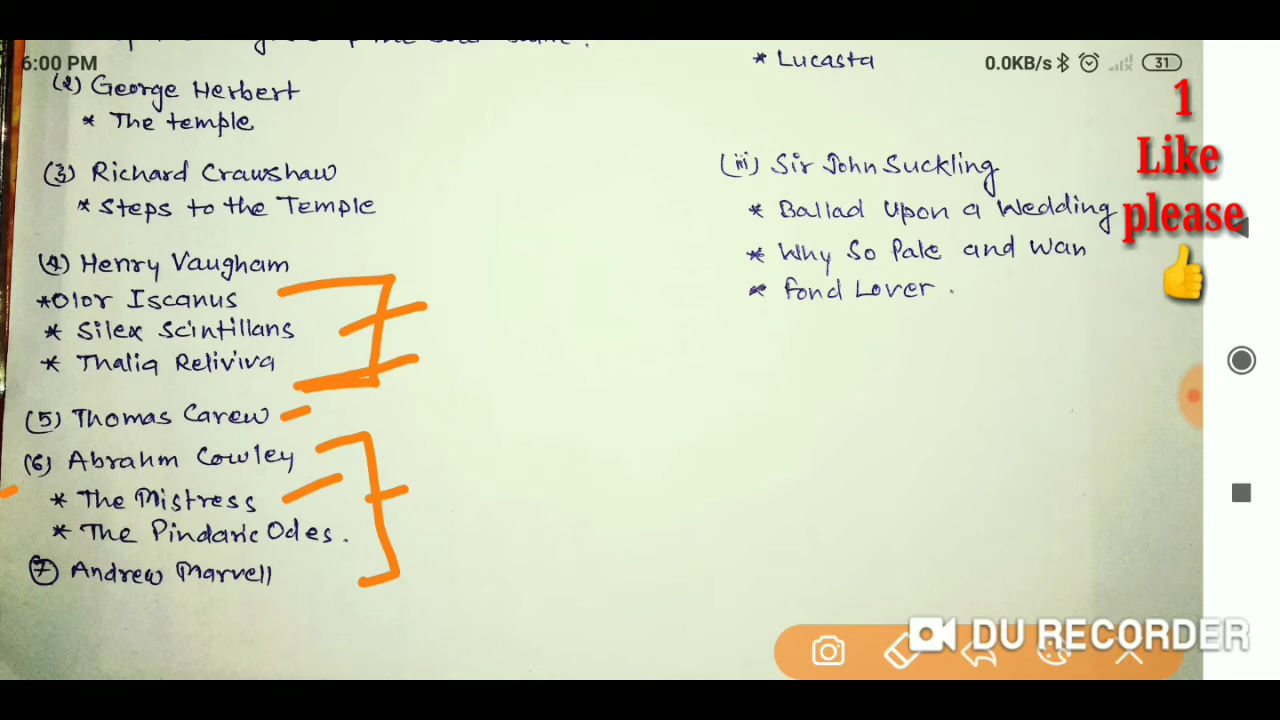 6:00 PM
0.0KB/s
31
(2) George Herbert
* The temple
(3) Richard Crawshaw
* Steps to the Temple
(4) Henry Vaugham
*Olor Iscanus
* Silex Scintillans
* Thalia Reliviva
(5) Thomas Carew
(6) Abrahm Cowley
* The Mistress
* The Pindaric Odes.
(7) Andrew Marvell
* Lucasta
(iii) Sir John Suckling
* Ballad Upon a Wedding
* Why So Pale and Wan
* Fond Lover.
1
Like
please
DU RECORDER